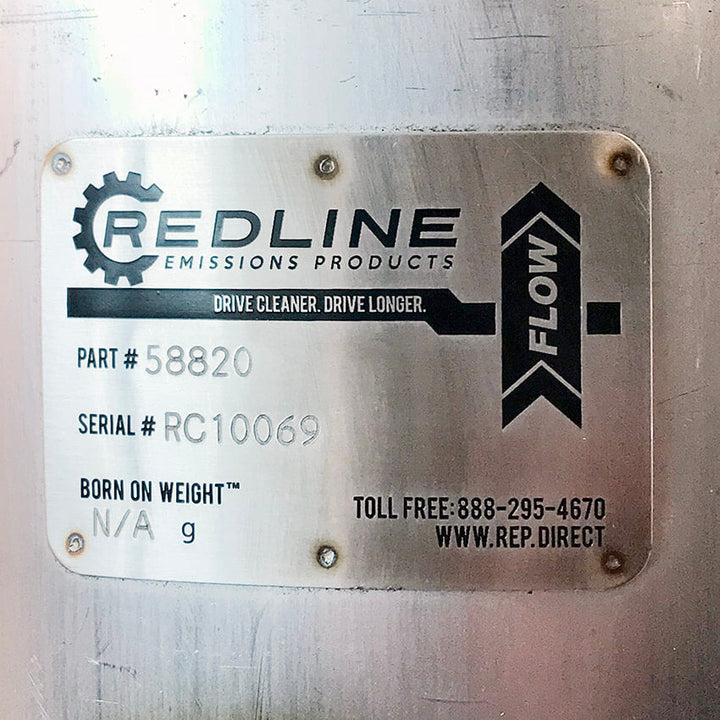 REDLINE
EMISSIONS PRODUCTS
DRIVE CLEANER. DRIVE LONGER.
FLOW
PART # 58820
SERIAL # RC10069
BORN ON WEIGHT™
N/A g
TOLL FREE:888-295-4670
WWW.REP.DIRECT